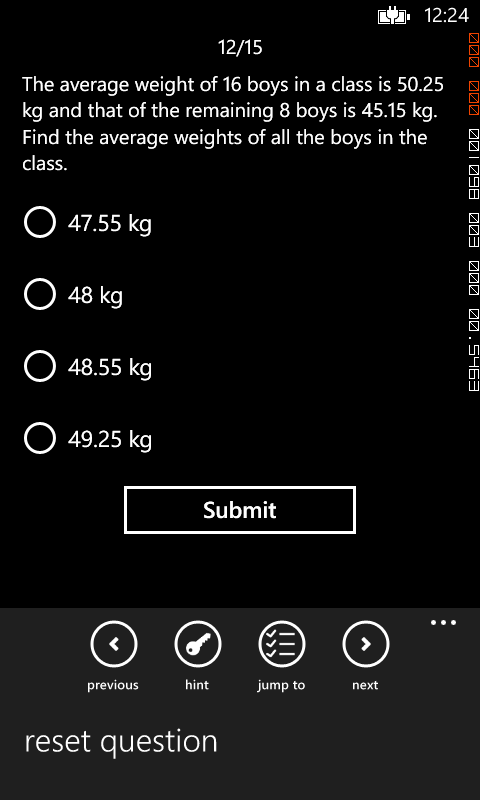 12:24
12/15
The average weight of 16 boys in a class is 50.25
kg and that of the remaining 8 boys is 45.15 kg.
Find the average weights of all the boys in the
class.
47.55 kg
48 kg
48.55 kg
49.25 kg
Submit
previous
hint
jump to
next
reset question